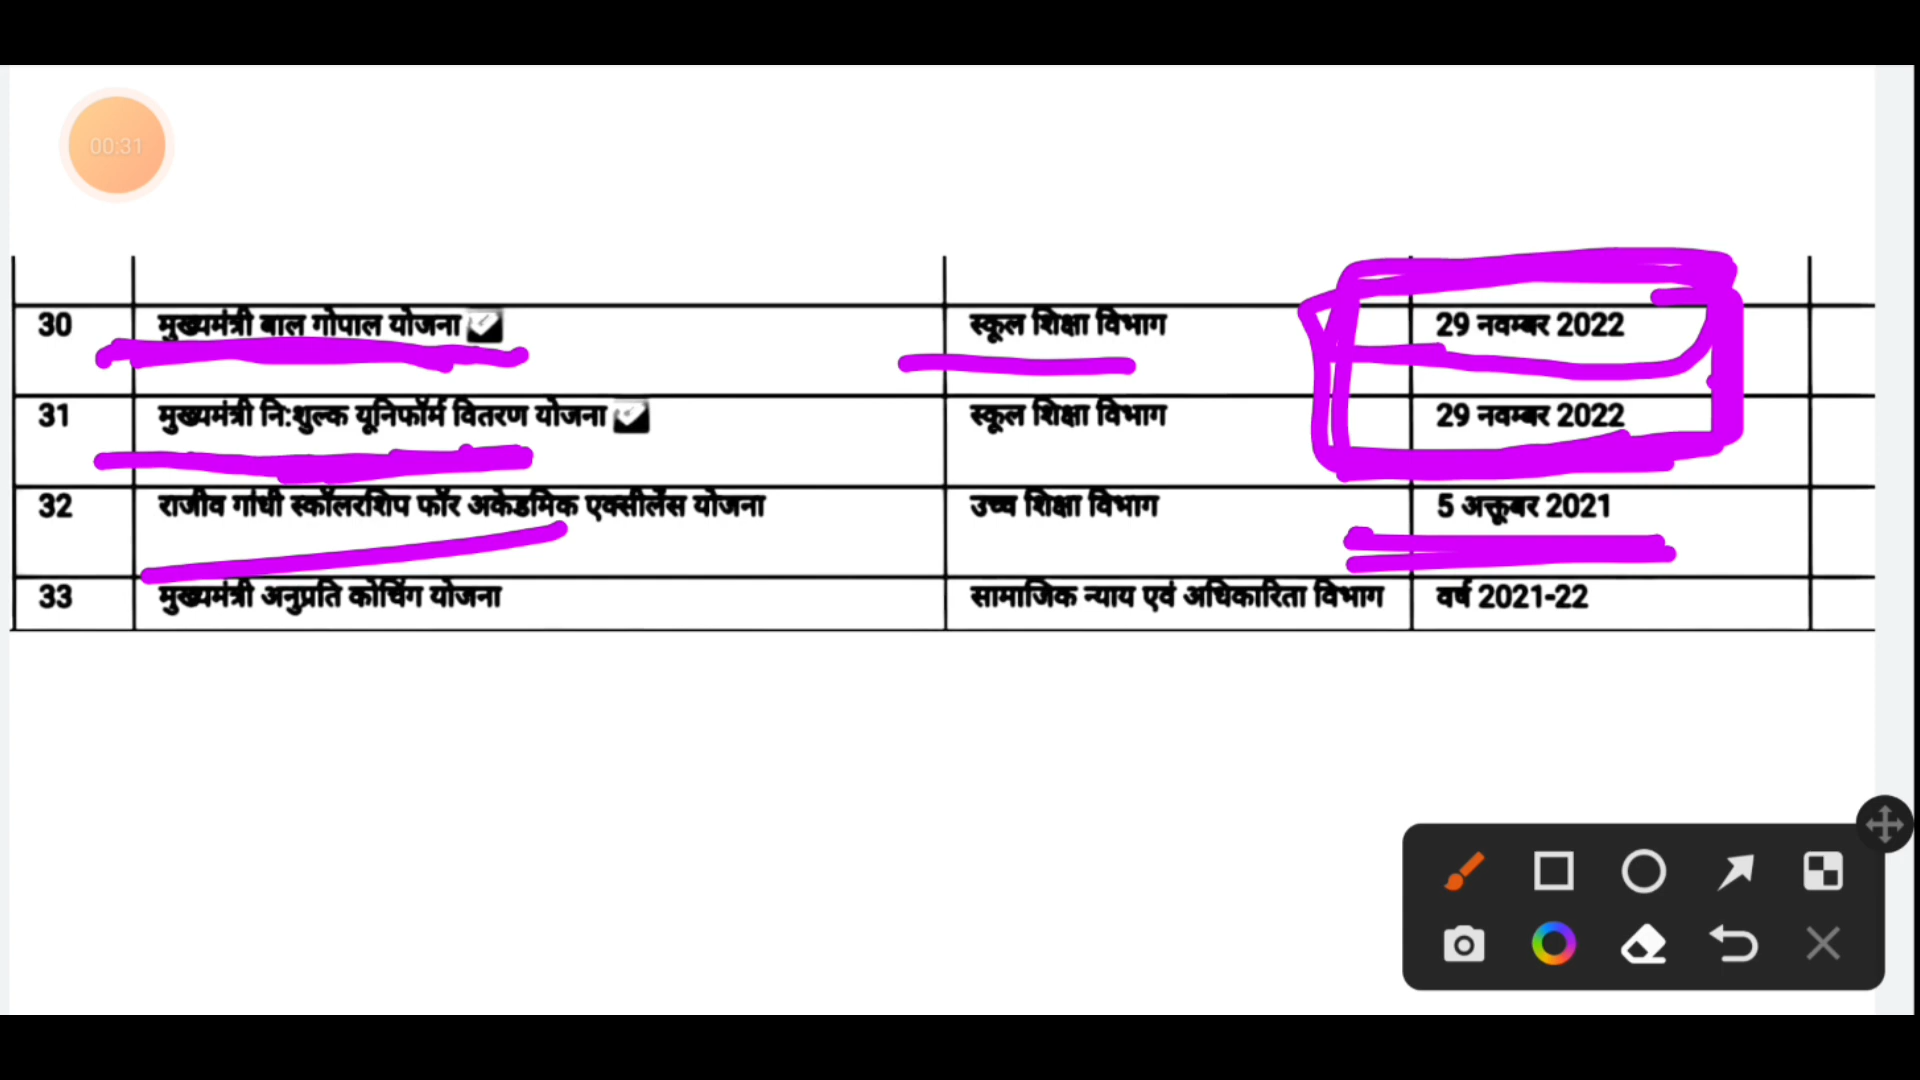 00:31
30 मुख्यमंत्री बाल गोपाल योजना स्कूल शिक्षा विभाग 29 नवम्बर 2022
31 मुख्यमंत्री नि:शुल्क यूनिफॉर्म वितरण योजना स्कूल शिक्षा विभाग 29 नवम्बर 2022
32 राजीव गांधी स्कॉलरशिप फॉर अकेडमिक एक्सीलेंस योजना उच्च शिक्षा विभाग 5 अक्टूबर 2021
33 मुख्यमंत्री अनुप्रति कोचिंग योजना सामाजिक न्याय एवं अधिकारिता विभाग वर्ष 2021-22